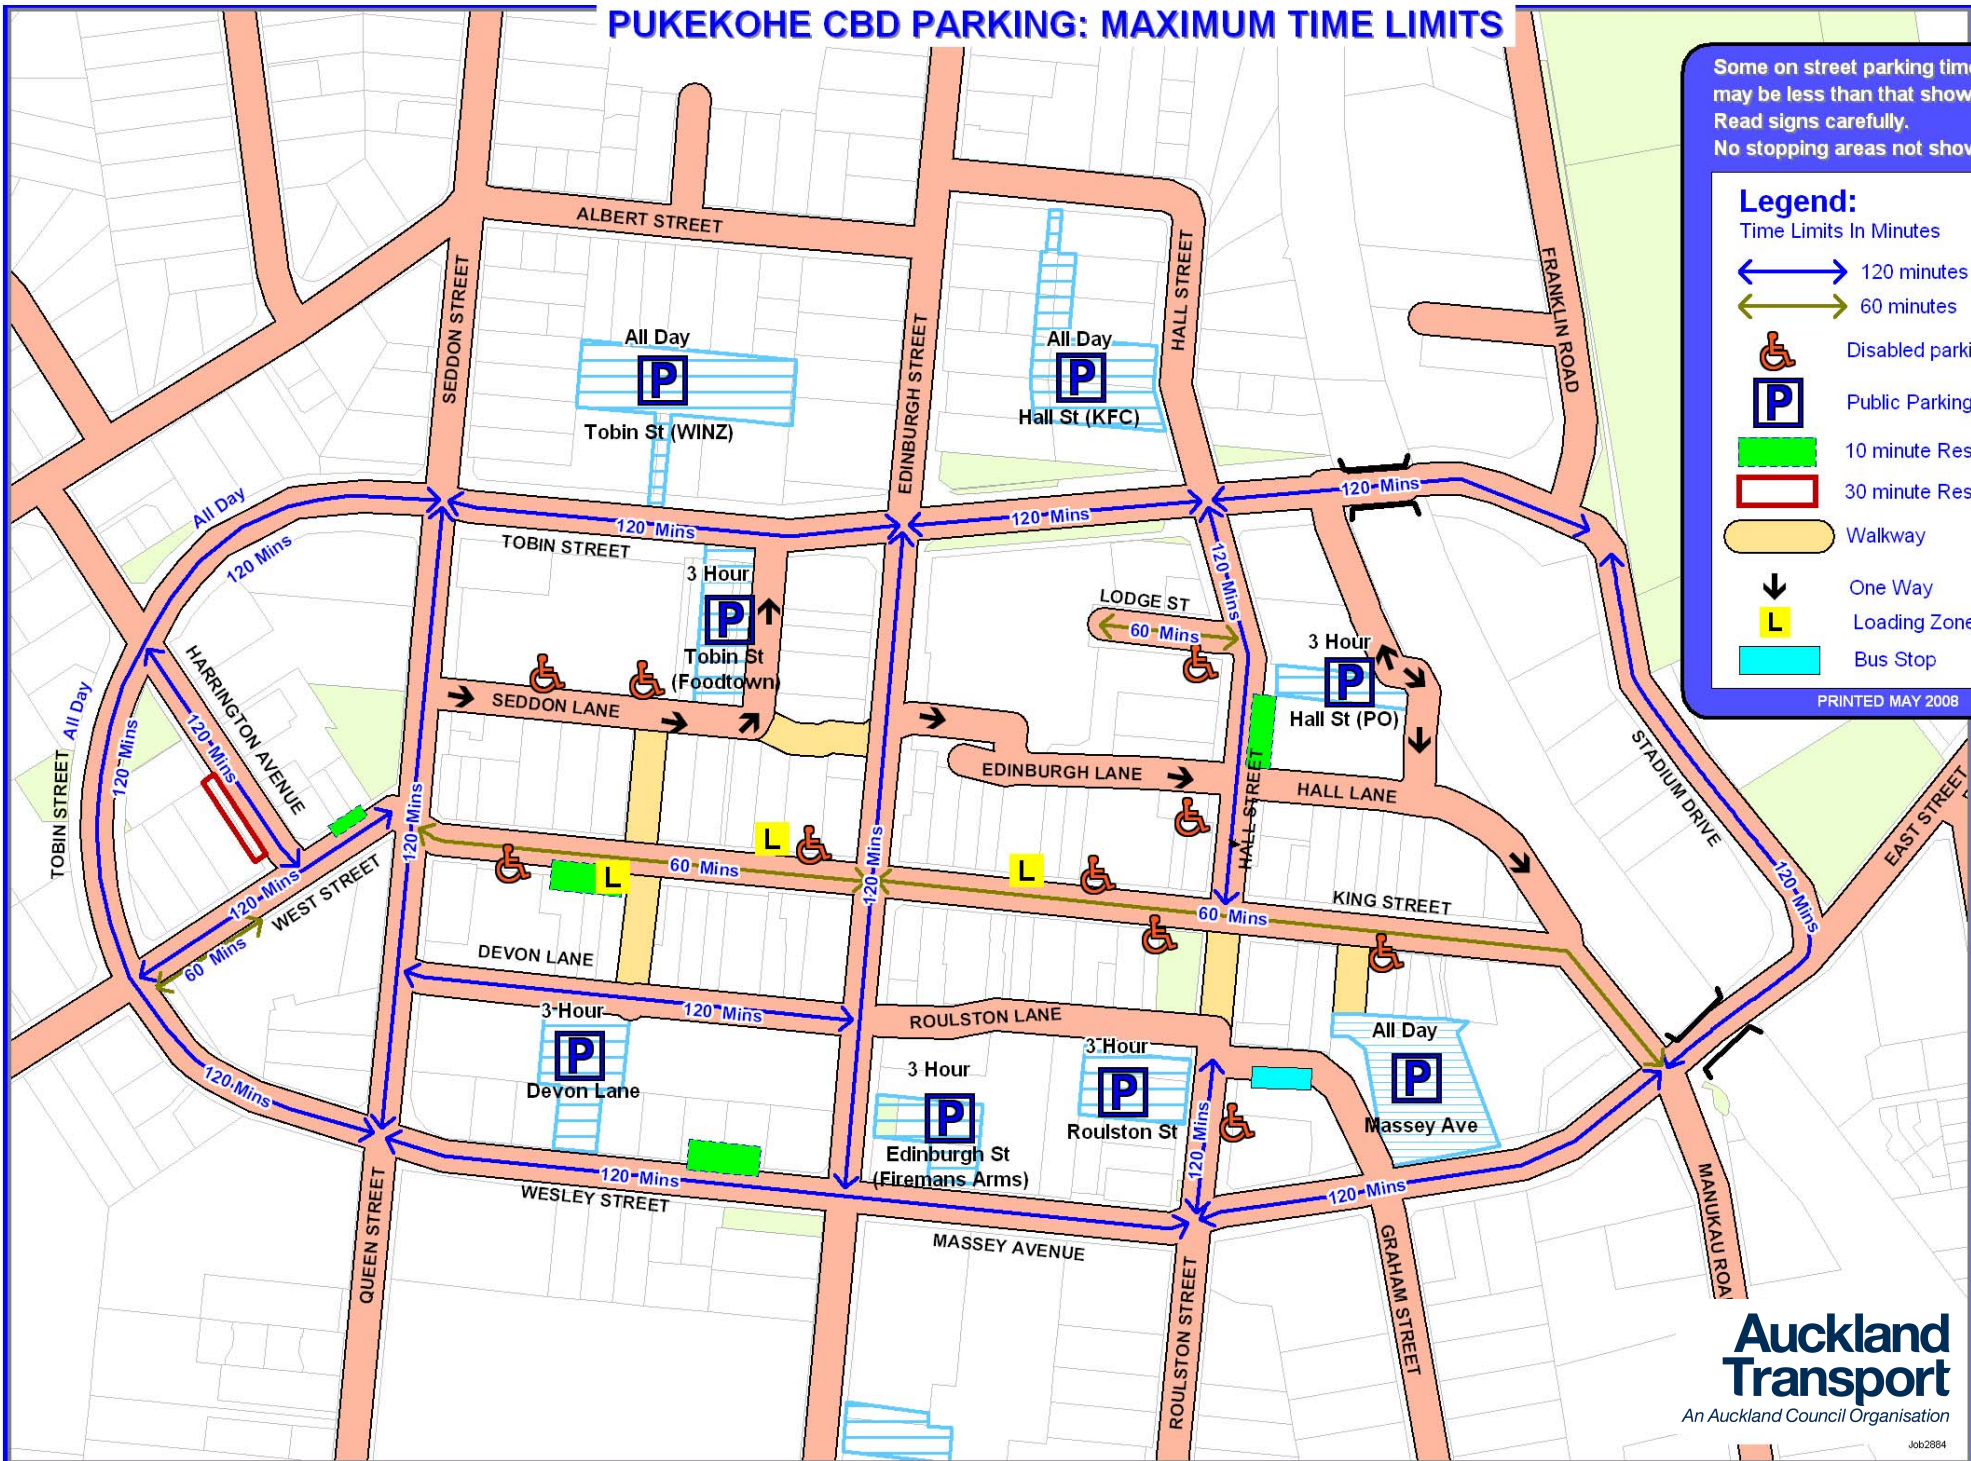 PUKEKOHE CBD PARKING: MAXIMUM TIME LIMITS
Some on street parking time
may be less than that show
Read signs carefully.
No stopping areas not show
Legend:
Time Limits In Minutes
120 minutes
60 minutes
Disabled parki
P
Public Parking
10 minute Res
30 minute Res
Walkway
One Way
L
Loading Zone
Bus Stop
PRINTED MAY 2008
ALBERT STREET
SEDDON STREET
EDINBURGH STREET
HALL STREET
FRANKLIN ROAD
All Day
P
Tobin St (WINZ)
All Day
P
Hall St (KFC)
All Day
120 Mins
120 Mins
120 Mins
120 Mins
TOBIN STREET
120 Mins
3 Hour
P
Tobin St
(Foodtown)
LODGE ST
60 Mins
3 Hour
P
Hall St (PO)
HARRINGTON AVENUE
120 Mins
All Day
120 Mins
TOBIN STREET
SEDDON LANE
EDINBURGH LANE
HALL LANE
HALL STREET
STADIUM DRIVE
EAST STREET
120 Mins
120 Mins
120 Mins
120 Mins
WEST STREET
60 Mins
L
L
L
60 Mins
60 Mins
KING STREET
DEVON LANE
120 Mins
ROULSTON LANE
3 Hour
P
Devon Lane
3 Hour
P
Edinburgh St
(Firemans Arms)
3 Hour
P
Roulston St
All Day
P
Massey Ave
120 Mins
120 Mins
120 Mins
120 Mins
WESLEY STREET
MASSEY AVENUE
QUEEN STREET
ROULSTON STREET
GRAHAM STREET
MANUKAU ROA
Auckland
Transport
An Auckland Council Organisation
Job2884